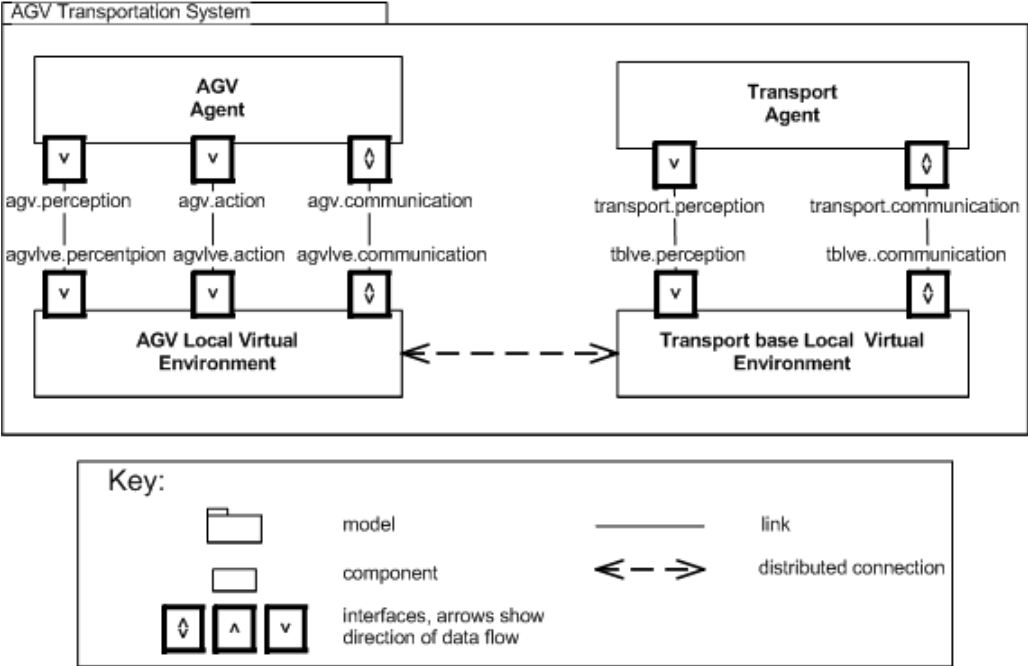 AGV Transportation System
AGV
Agent
Transport
Agent
v v ◊
v ◊
agv.perception agv.action agv.communication
transport.perception transport.communication
agvlve.percentpion agvlve.action agvlve.communication
tblve.perception tblve..communication
v v ◊
v ◊
AGV Local Virtual
Environment
Transport base Local Virtual
Environment
Key:
model
link
component
distributed connection
◊ ʌ v
interfaces, arrows show
direction of data flow